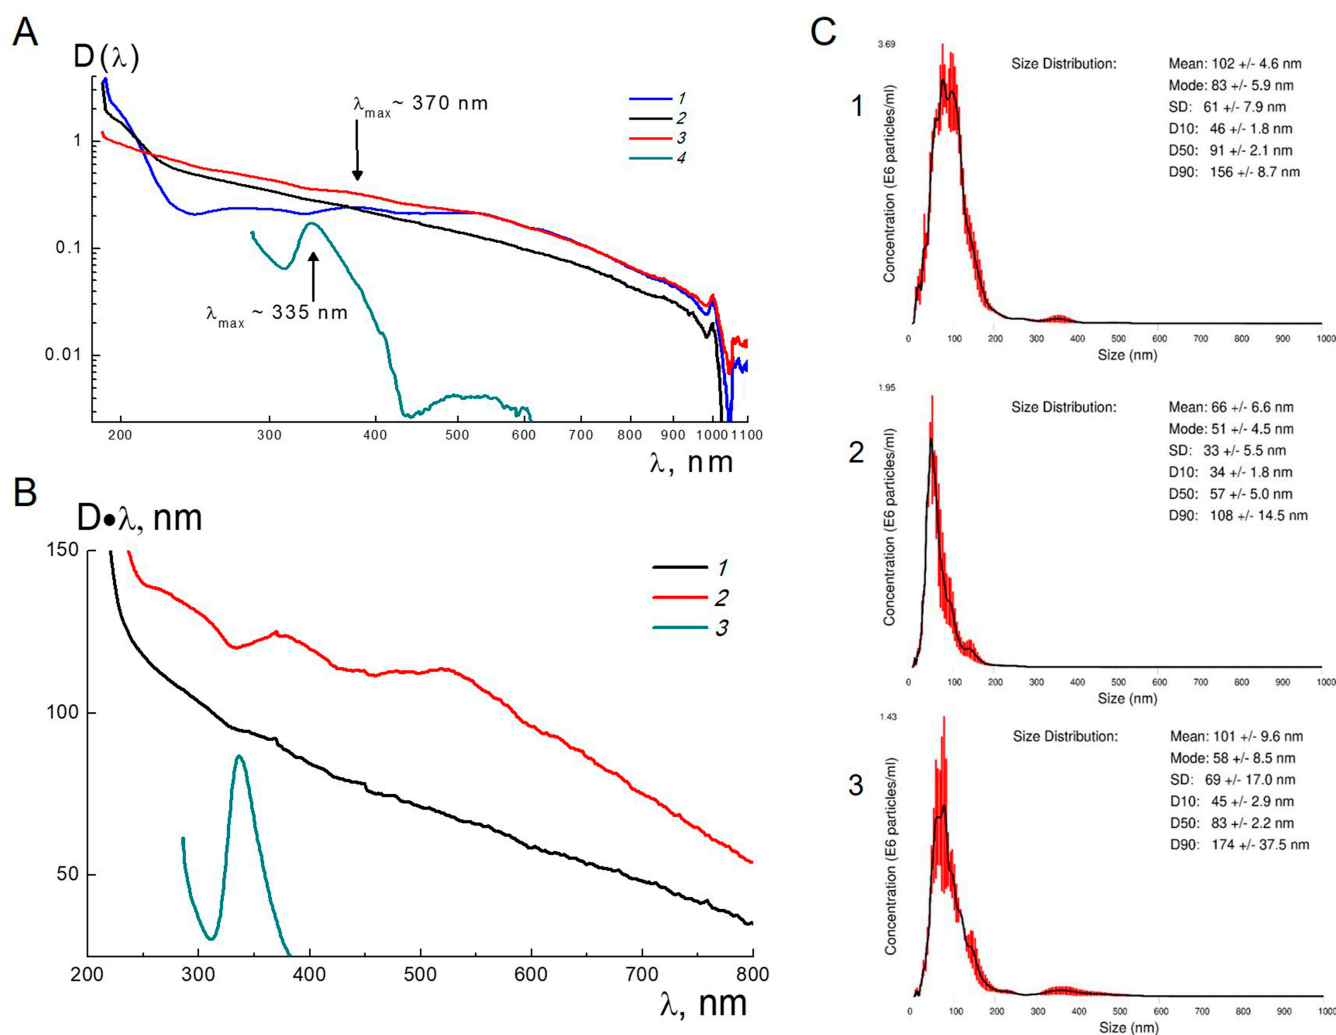 A
D(λ)
λmax~ 370 nm
1
2
3
4
1
0.1
0.01
λmax ~ 335 nm
200 300 400 500 600 700 800 900 1000 1100
λ, nm
B
D•λ, nm
150
100
50
1
2
3
200 300 400 500 600 700 800
λ, nm
C
1
3.69
Concentration (E6 particles/ml)
Size Distribution:
Mean: 102 +/- 4.6 nm
Mode: 83 +/- 5.9 nm
SD: 61 +/- 7.9 nm
D10: 46 +/- 1.8 nm
D50: 91 +/- 2.1 nm
D90: 156 +/- 8.7 nm
0 100 200 300 400 500 600 700 800 900 1000
Size (nm)
2
1.95
Concentration (E6 particles/ml)
Size Distribution:
Mean: 66 +/- 6.6 nm
Mode: 51 +/- 4.5 nm
SD: 33 +/- 5.5 nm
D10: 34 +/- 1.8 nm
D50: 57 +/- 5.0 nm
D90: 108 +/- 14.5 nm
0 100 200 300 400 500 600 700 800 900 1000
Size (nm)
3
1.43
Concentration (E6 particles/ml)
Size Distribution:
Mean: 101 +/- 9.6 nm
Mode: 58 +/- 8.5 nm
SD: 69 +/- 17.0 nm
D10: 45 +/- 2.9 nm
D50: 83 +/- 2.2 nm
D90: 174 +/- 37.5 nm
0 100 200 300 400 500 600 700 800 900 1000
Size (nm)